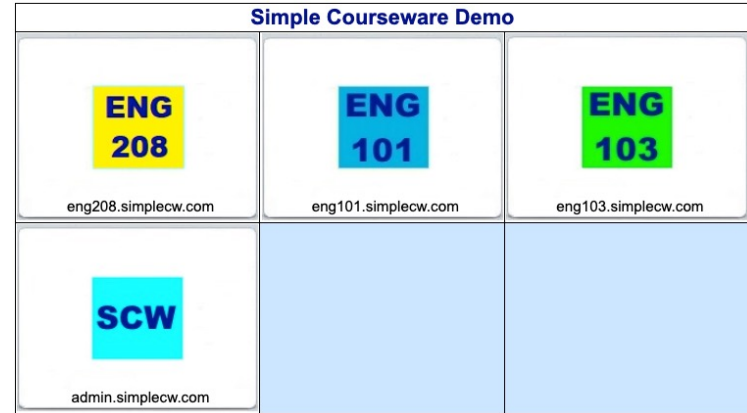 Simple Courseware Demo
ENG
208
eng208.simplecw.com
ENG
101
eng101.simplecw.com
ENG
103
eng103.simplecw.com
SCW
admin.simplecw.com